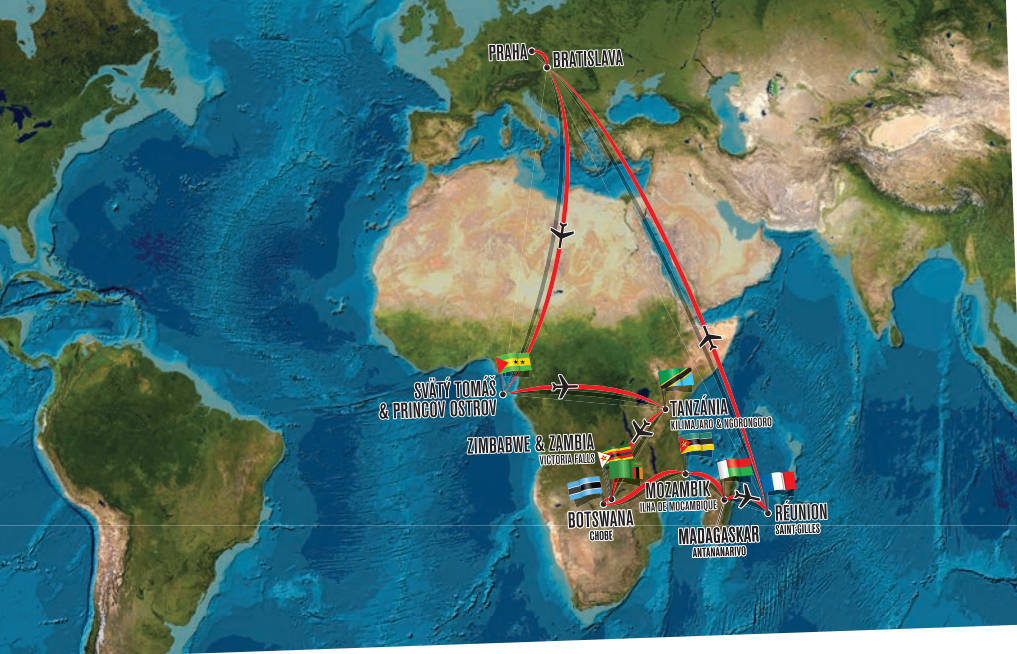 PRAHA
BRATISLAVA
SVÄTÝ TOMÁŠ
& PRINCOV OSTROV
TANZÁNIA
KILIMAJARO & NGORONGORO
ZIMBABWE & ZAMBIA
VICTORIA FALLS
MOZAMBIK
ILHA DE MOCAMBIQUE
BOTSWANA
CHOBE
RÉUNION
SAINT-GILLES
MADAGASKAR
ANTANANARIVO